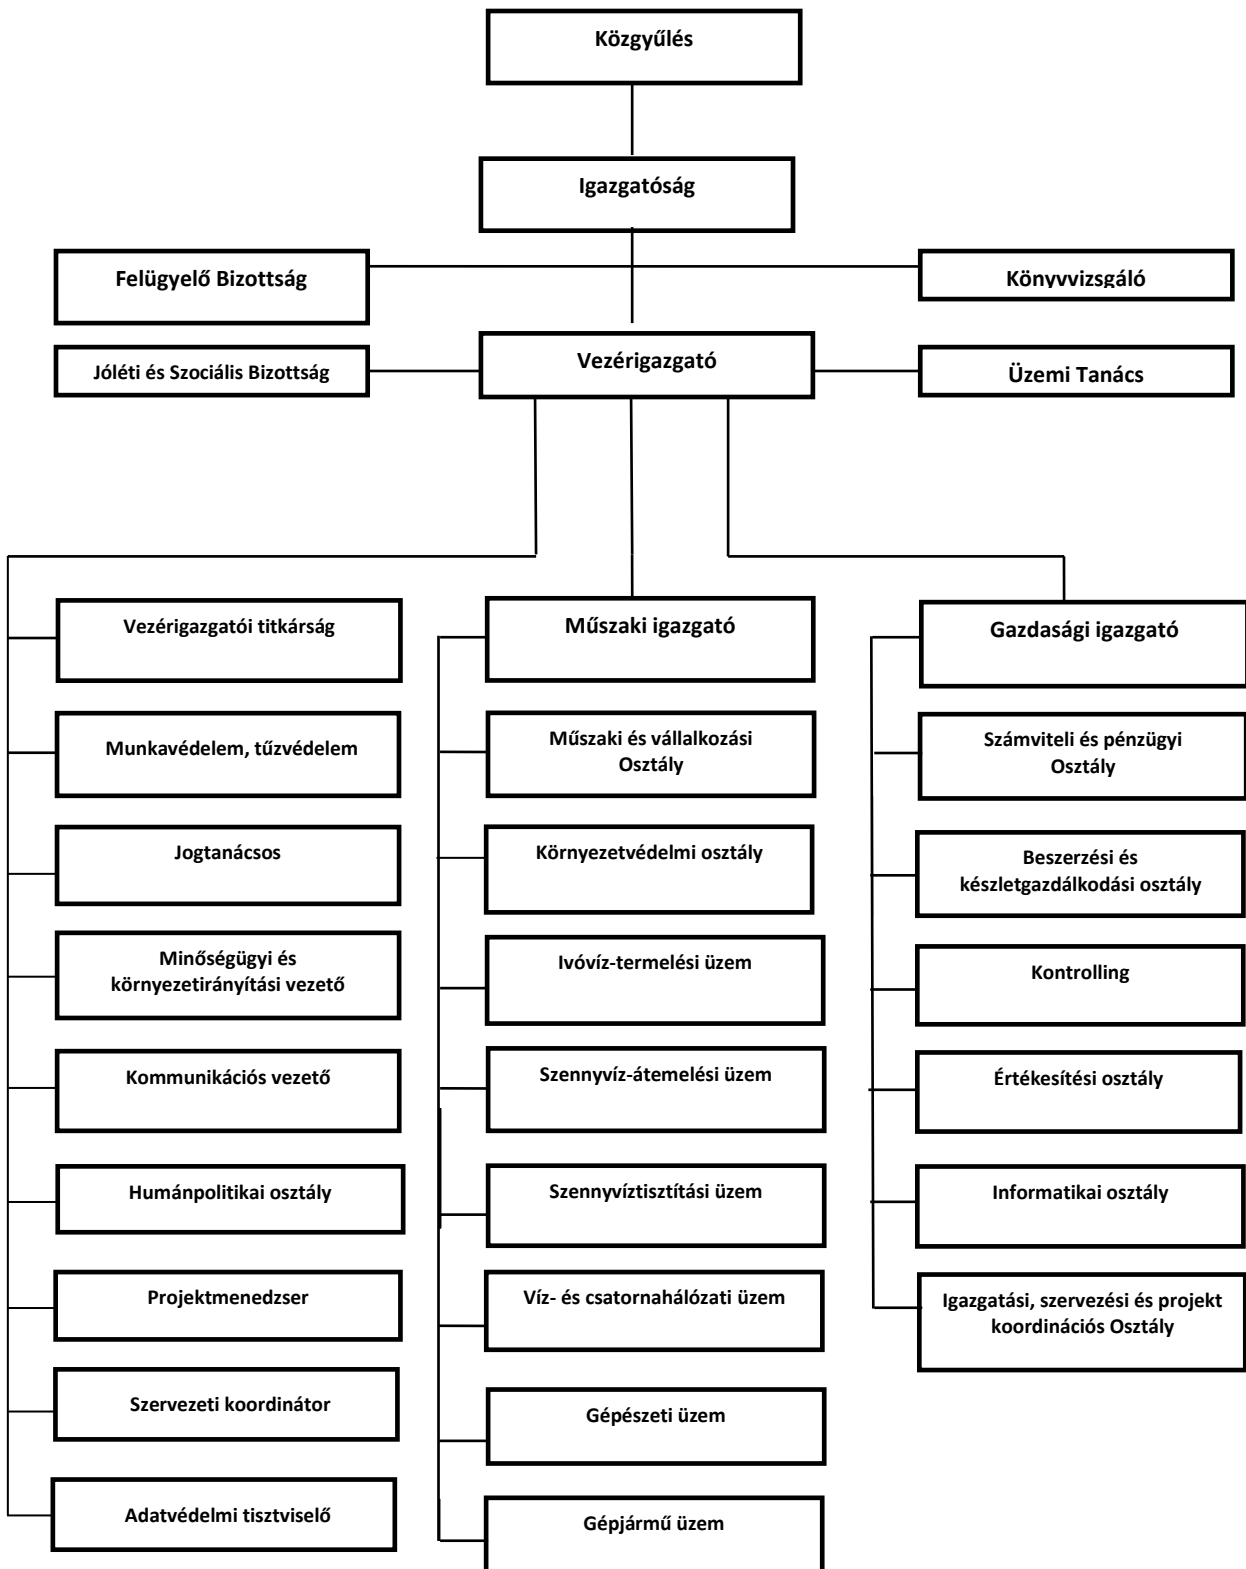 Közgyűlés
Igazgatóság
Felügyelő Bizottság
Könyvvizsgáló
Vezérigazgató
Jóléti és Szociális Bizottság
Üzemi Tanács
Vezérigazgatói titkárság
Munkavédelem, tűzvédelem
Jogtanácsos
Minőségügyi és
környezetirányítási vezető
Kommunikációs vezető
Humánpolitikai osztály
Projektmenedzser
Szervezeti koordinátor
Adatvédelmi tisztviselő
Műszaki igazgató
Műszaki és vállalkozási
Osztály
Környezetvédelmi osztály
Ivóvíz-termelési üzem
Szennyvíz-átemelési üzem
Szennyvíztisztítási üzem
Víz- és csatornahálózati üzem
Gépészeti üzem
Gépjármű üzem
Gazdasági igazgató
Számviteli és pénzügyi
Osztály
Beszerzési és
készletgazdálkodási osztály
Kontrolling
Értékesítési osztály
Informatikai osztály
Igazgatási, szervezési és projekt
koordinációs Osztály